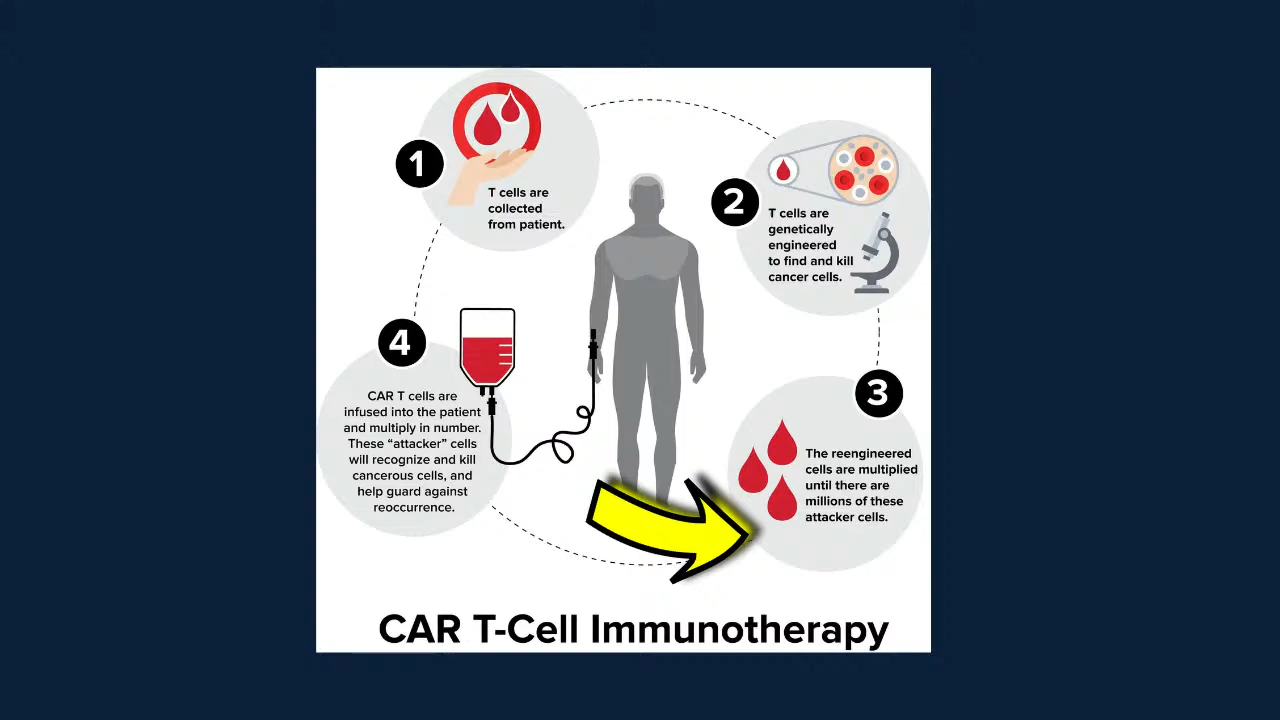 1
T cells are
collected
from patient.
2
T cells are
genetically
engineered
to find and kill
cancer cells.
3
The reengineered
cells are multiplied
until there are
millions of these
attacker cells.
4
CAR T cells are
infused into the patient
and multiply in number.
These “attacker” cells
will recognize and kill
cancerous cells, and
help guard against
reoccurrence.
CAR T-Cell Immunotherapy